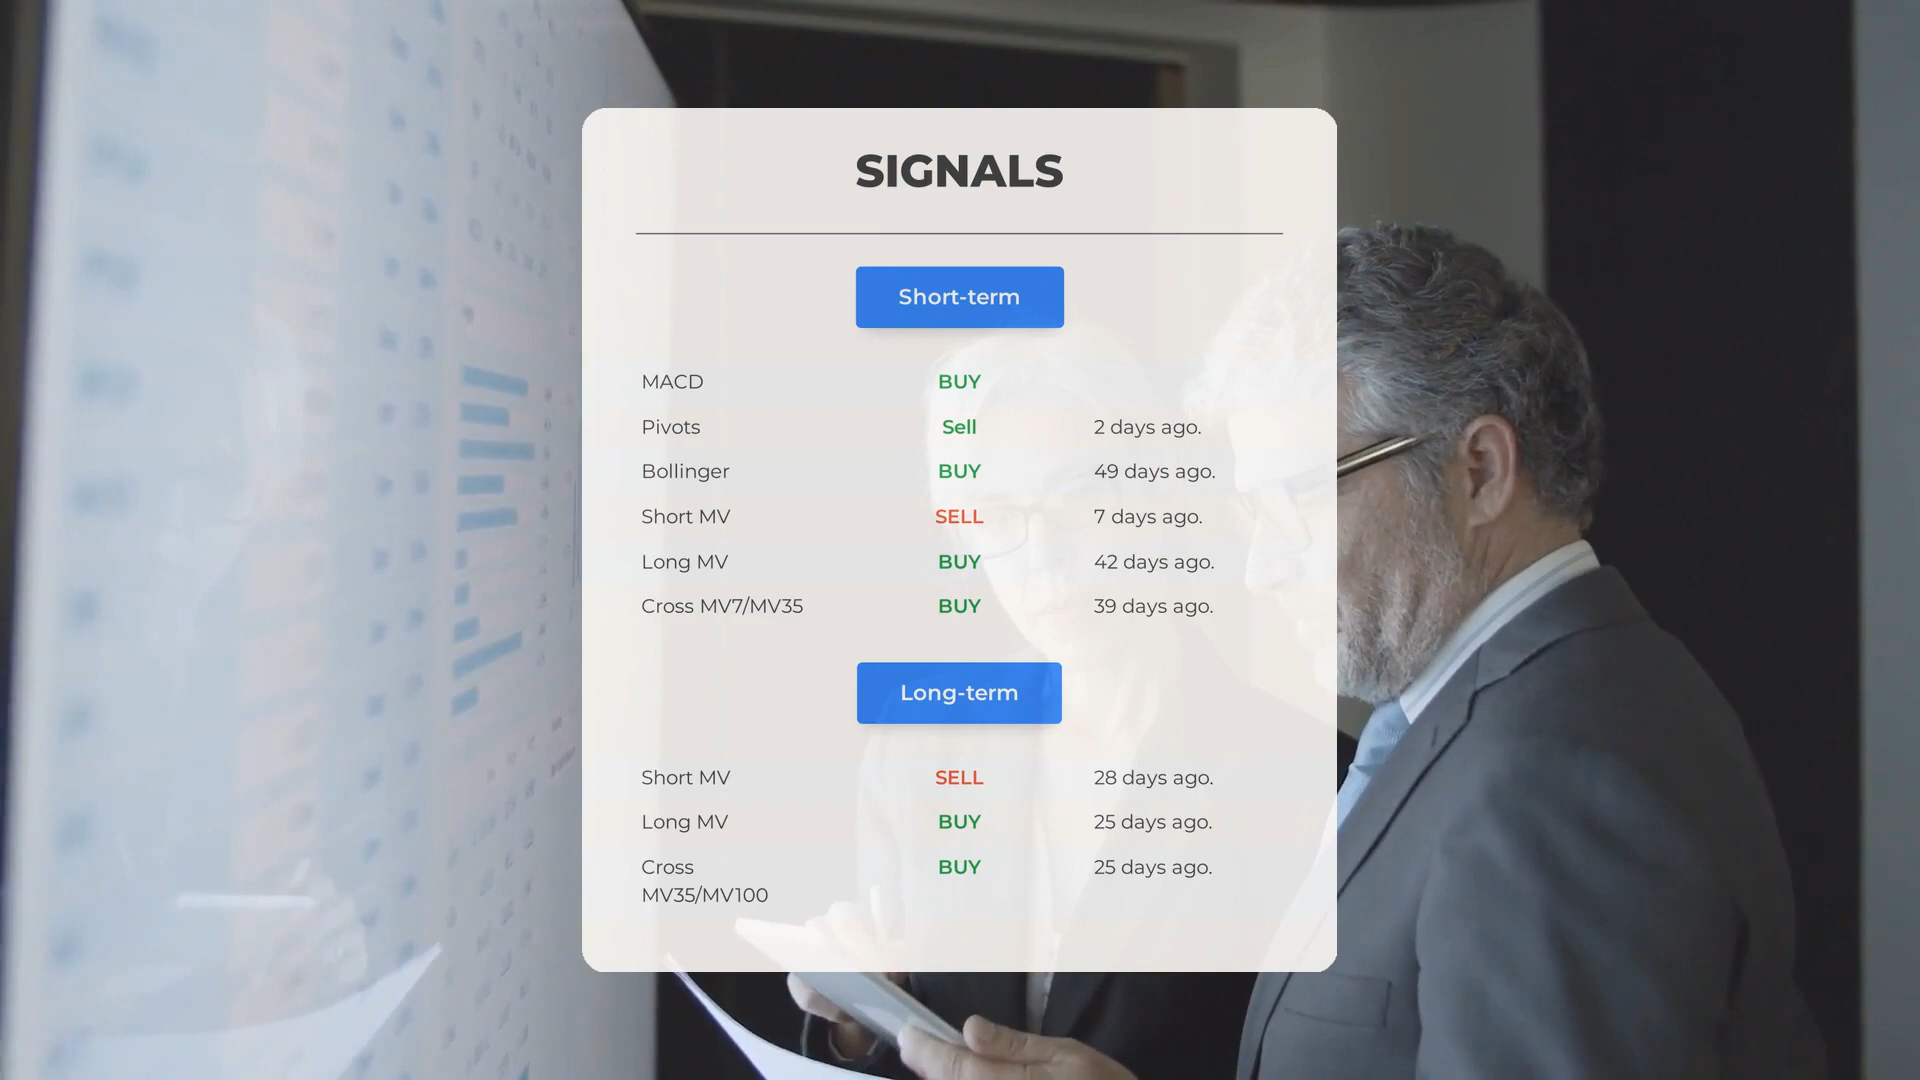 SIGNALS
Short-term
MACD BUY
Pivots Sell 2 days ago.
Bollinger BUY 49 days ago.
Short MV SELL 7 days ago.
Long MV BUY 42 days ago.
Cross MV7/MV35 BUY 39 days ago.
Long-term
Short MV SELL 28 days ago.
Long MV BUY 25 days ago.
Cross BUY 25 days ago.
MV35/MV100